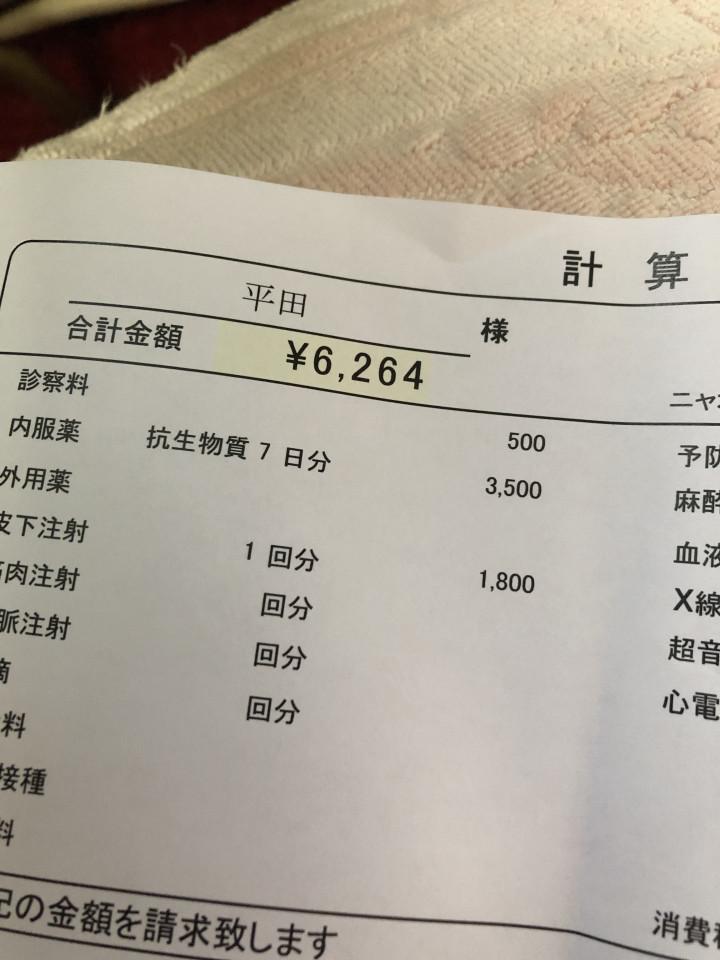 計算
平田
様
合計金額 ¥6,264
診察料 500
内服薬 抗生物質 7 日分 3,500
外用薬
皮下注射 1 回分 1,800
筋肉注射 回分
脈注射 回分
滴 回分
料
接種
料
ニャ
予防
麻酔
血液
X線
超音
心電
記の金額を請求致します
消費税